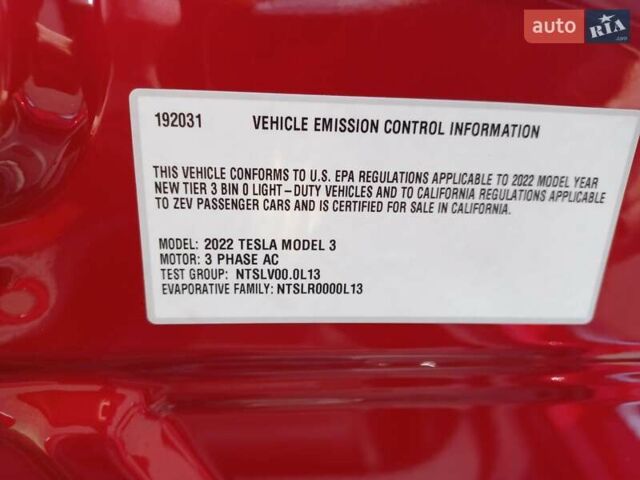 auto RIA.com
192031 VEHICLE EMISSION CONTROL INFORMATION
THIS VEHICLE CONFORMS TO U.S. EPA REGULATIONS APPLICABLE TO 2022 MODEL YEAR
NEW TIER 3 BIN 0 LIGHT-DUTY VEHICLES AND TO CALIFORNIA REGULATIONS APPLICABLE
TO ZEV PASSENGER CARS AND IS CERTIFIED FOR SALE IN CALIFORNIA.
MODEL: 2022 TESLA MODEL 3
MOTOR: 3 PHASE AC
TEST GROUP: NTSLV00.0L13
EVAPORATIVE FAMILY: NTSLR0000L13